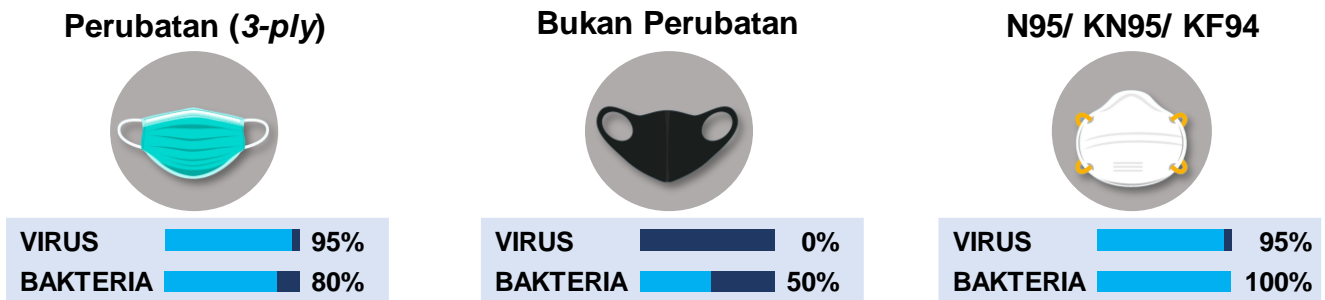 Perubatan (3-ply)
VIRUS 95%
BAKTERIA 80%
Bukan Perubatan
VIRUS 0%
BAKTERIA 50%
N95/ KN95/ KF94
VIRUS 95%
BAKTERIA 100%